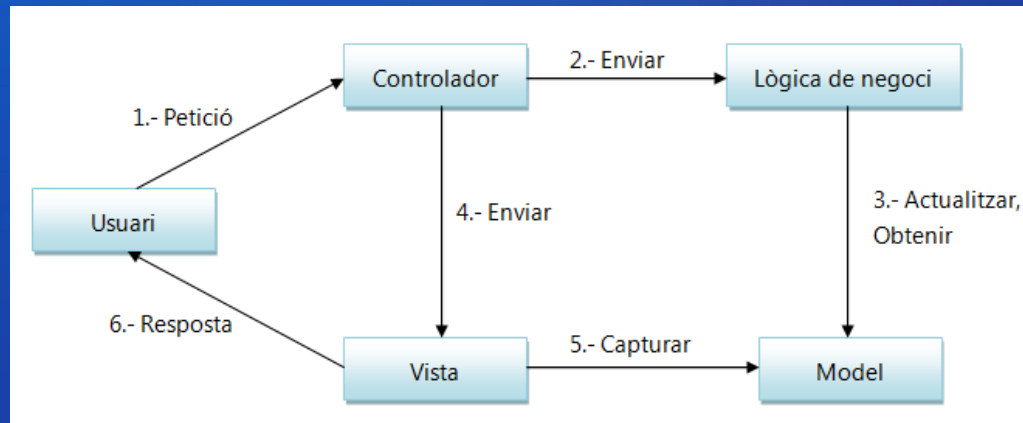 Controlador
2.- Enviar
Lògica de negoci
1.- Petició
Usuari
4.- Enviar
3.- Actualitzar,
Obtenir
6.- Resposta
Vista
5.- Capturar
Model